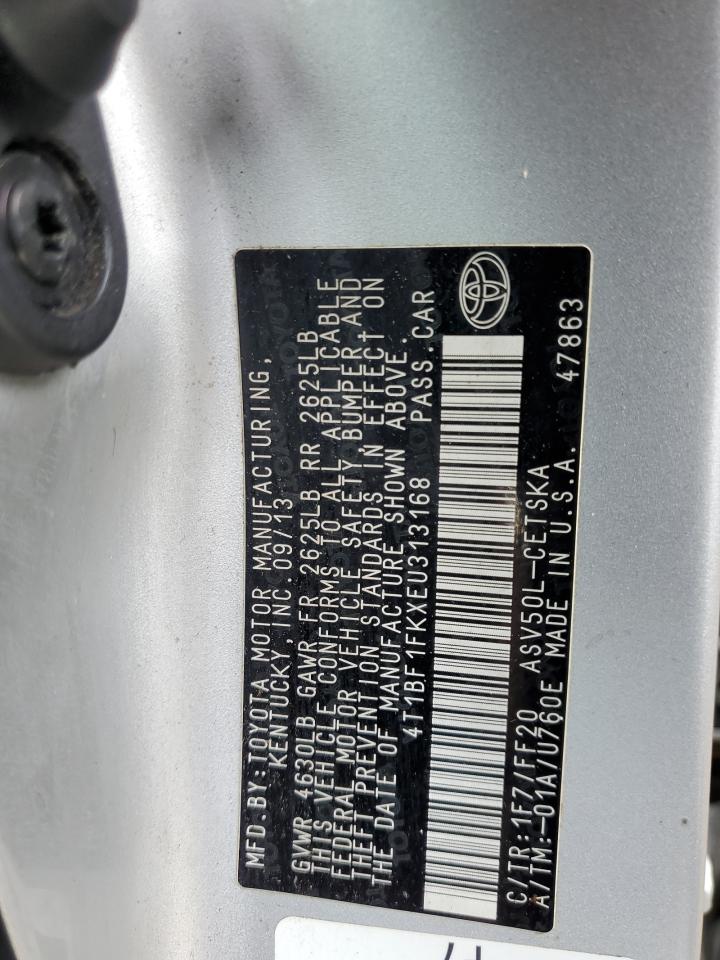 MFD.BY:TOYOTA MOTOR MANUFACTURING,
KENTUCKY, INC. 09/13
GVWR 4630LB GAWR FR 2625LB RR 2625LB
THIS VEHICLE CONFORMS TO ALL APPLICABLE
FEDERAL MOTOR VEHICLE SAFETY, BUMPER, AND
THEFT PREVENTION STANDARDS IN EFFECT ON
THE DATE OF MANUFACTURE SHOWN ABOVE.
4T1BF1FKXEU313168 PASS.CAR
C/TR:1F7/FF20 ASV50L-CETSKA
A/TM:-01A/U760E MADE IN U.S.A. 47863